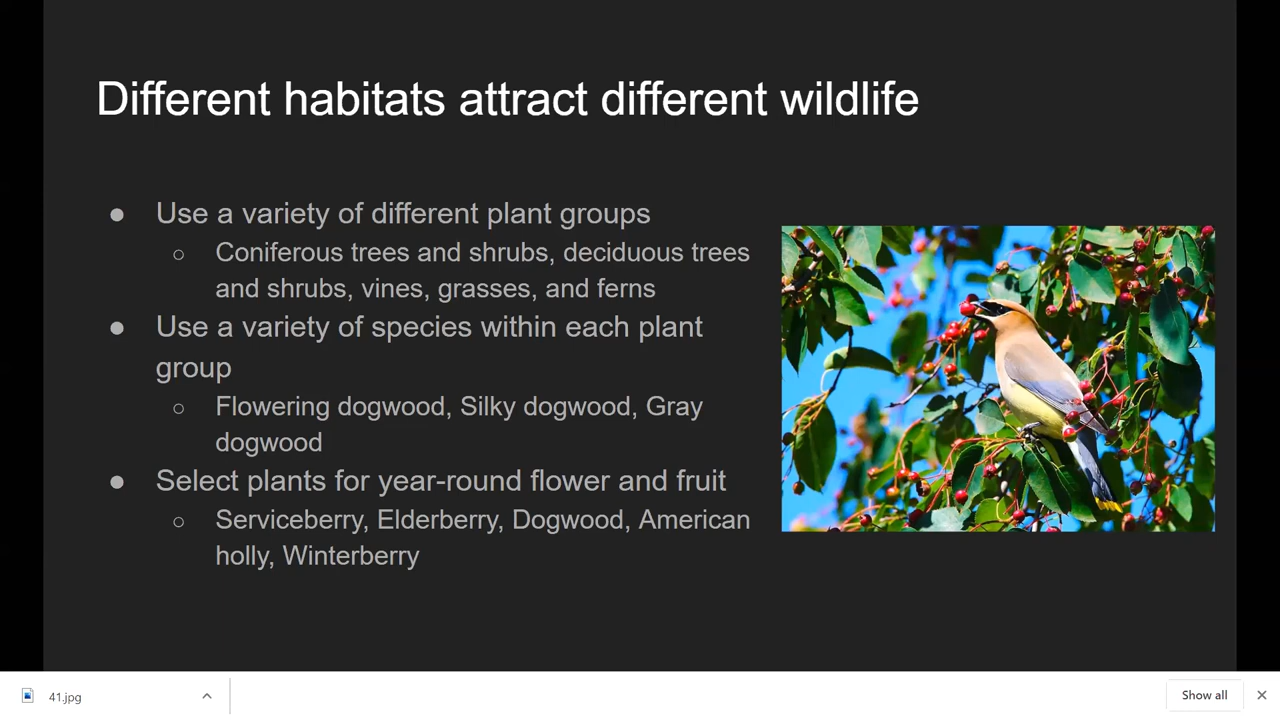 Different habitats attract different wildlife
● Use a variety of different plant groups
○ Coniferous trees and shrubs, deciduous trees
and shrubs, vines, grasses, and ferns
● Use a variety of species within each plant
group
○ Flowering dogwood, Silky dogwood, Gray
dogwood
● Select plants for year-round flower and fruit
○ Serviceberry, Elderberry, Dogwood, American
holly, Winterberry
41.jpg
Show all